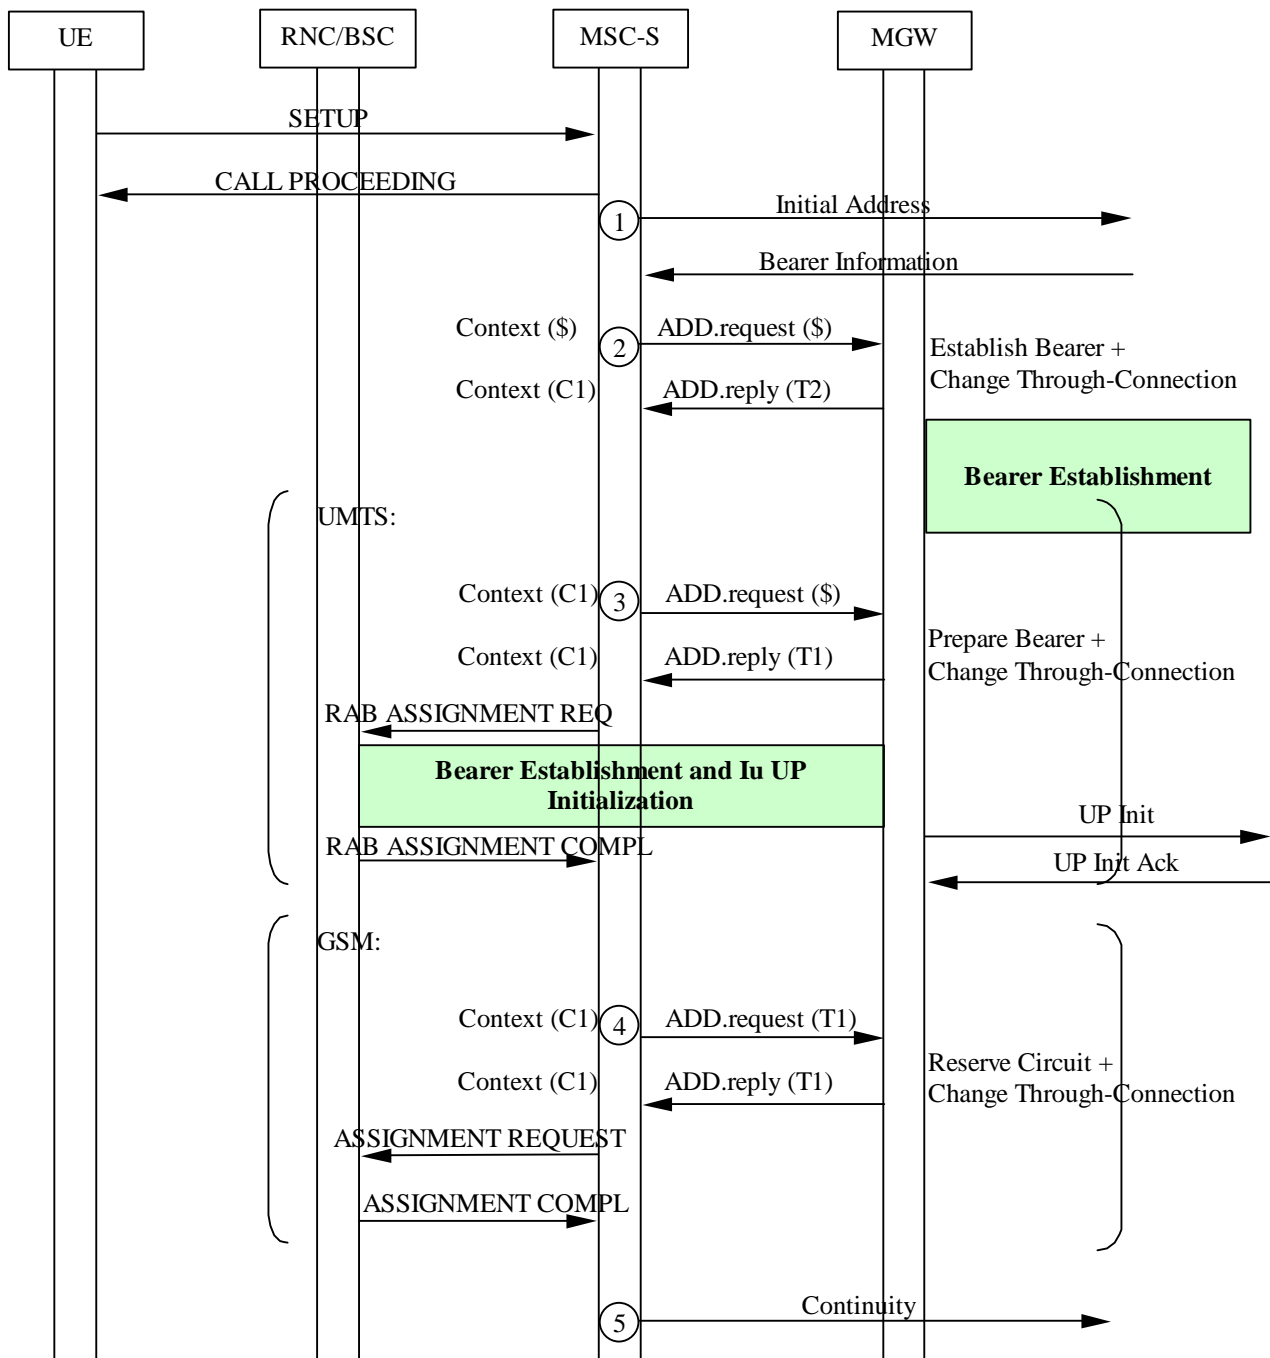 UE
RNC/BSC
MSC-S
MGW
SETUP
CALL PROCEEDING
1
Initial Address
Bearer Information
Context ($)
2
ADD.request ($)
Establish Bearer +
Change Through-Connection
Context (C1)
ADD.reply (T2)
Bearer Establishment
UMTS:
Context (C1)
3
ADD.request ($)
Prepare Bearer +
Change Through-Connection
Context (C1)
ADD.reply (T1)
RAB ASSIGNMENT REQ
Bearer Establishment and Iu UP
Initialization
UP Init
RAB ASSIGNMENT COMPL
UP Init Ack
GSM:
Context (C1)
4
ADD.request (T1)
Reserve Circuit +
Change Through-Connection
Context (C1)
ADD.reply (T1)
ASSIGNMENT REQUEST
ASSIGNMENT COMPL
5
Continuity